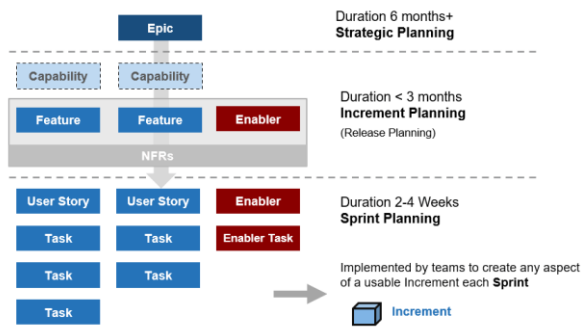 Epic
Duration 6 months+
Strategic Planning
Capability
Capability
Feature
Feature
Enabler
NFRs
Duration < 3 months
Increment Planning
(Release Planning)
User Story
User Story
Enabler
Task
Task
Enabler Task
Task
Task
Task
Duration 2-4 Weeks
Sprint Planning
Implemented by teams to create any aspect
of a usable Increment each Sprint
Increment